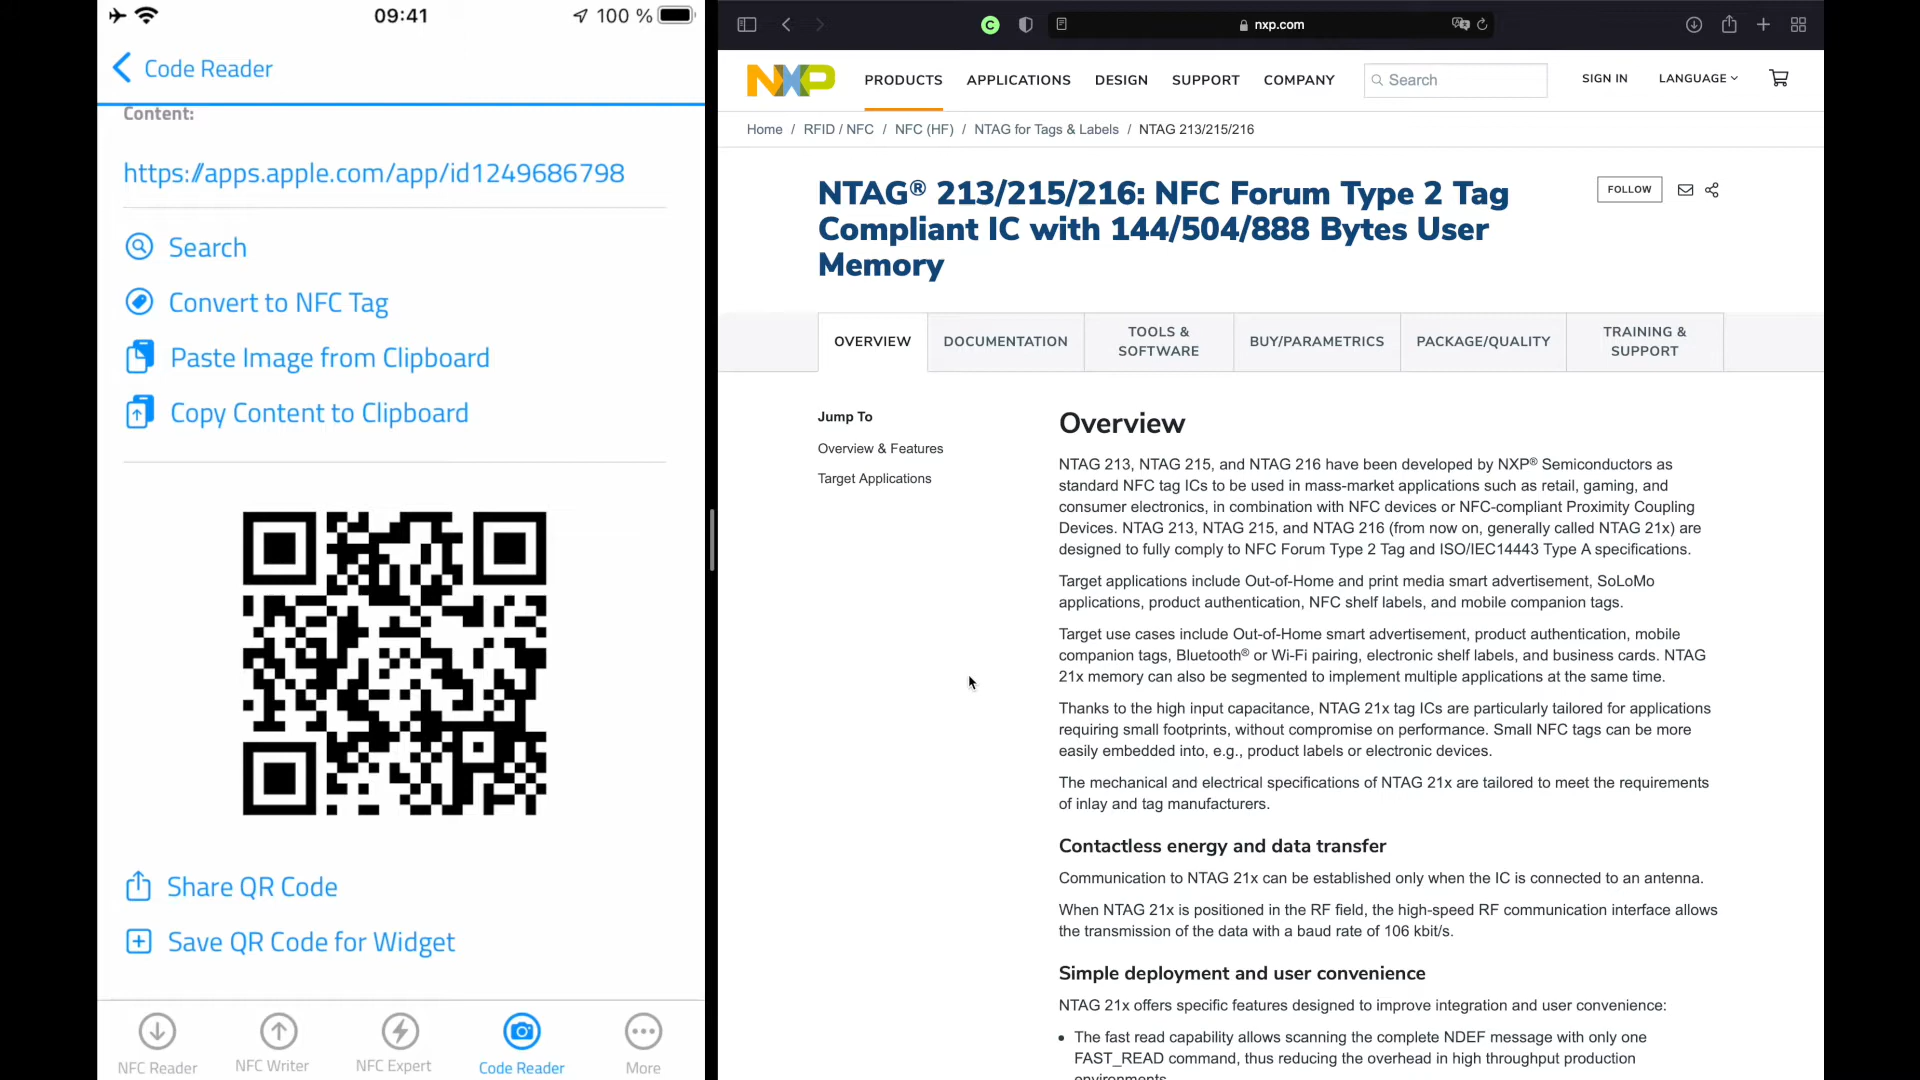 09:41
100 %
Code Reader
Content:
https://apps.apple.com/app/id1249686798
Search
Convert to NFC Tag
Paste Image from Clipboard
Copy Content to Clipboard
Share QR Code
Save QR Code for Widget
NFC Reader
NFC Writer
NFC Expert
Code Reader
More
nxp.com
NXP
PRODUCTS
APPLICATIONS
DESIGN
SUPPORT
COMPANY
Search
SIGN IN
LANGUAGE
Home / RFID / NFC / NFC (HF) / NTAG for Tags & Labels / NTAG 213/215/216
NTAG® 213/215/216: NFC Forum Type 2 Tag
Compliant IC with 144/504/888 Bytes User
Memory
FOLLOW
OVERVIEW
DOCUMENTATION
TOOLS &
SOFTWARE
BUY/PARAMETRICS
PACKAGE/QUALITY
TRAINING &
SUPPORT
Jump To
Overview & Features
Target Applications
Overview
NTAG 213, NTAG 215, and NTAG 216 have been developed by NXP® Semiconductors as
standard NFC tag ICs to be used in mass-market applications such as retail, gaming, and
consumer electronics, in combination with NFC devices or NFC-compliant Proximity Coupling
Devices. NTAG 213, NTAG 215, and NTAG 216 (from now on, generally called NTAG 21x) are
designed to fully comply to NFC Forum Type 2 Tag and ISO/IEC14443 Type A specifications.
Target applications include Out-of-Home and print media smart advertisement, SoLoMo
applications, product authentication, NFC shelf labels, and mobile companion tags.
Target use cases include Out-of-Home smart advertisement, product authentication, mobile
companion tags, Bluetooth® or Wi-Fi pairing, electronic shelf labels, and business cards. NTAG
21x memory can also be segmented to implement multiple applications at the same time.
Thanks to the high input capacitance, NTAG 21x tag ICs are particularly tailored for applications
requiring small footprints, without compromise on performance. Small NFC tags can be more
easily embedded into, e.g., product labels or electronic devices.
The mechanical and electrical specifications of NTAG 21x are tailored to meet the requirements
of inlay and tag manufacturers.
Contactless energy and data transfer
Communication to NTAG 21x can be established only when the IC is connected to an antenna.
When NTAG 21x is positioned in the RF field, the high-speed RF communication interface allows
the transmission of the data with a baud rate of 106 kbit/s.
Simple deployment and user convenience
NTAG 21x offers specific features designed to improve integration and user convenience:
• The fast read capability allows scanning the complete NDEF message with only one
FAST_READ command, thus reducing the overhead in high throughput production
environments